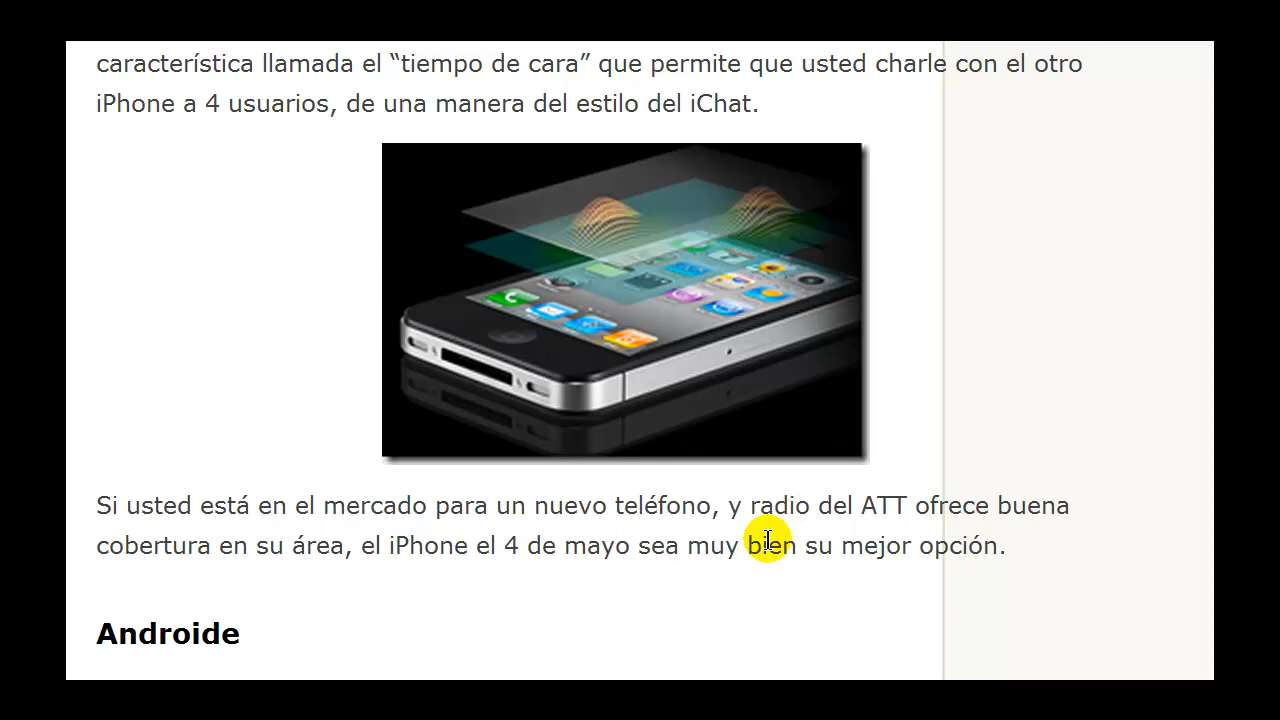 característica llamada el “tiempo de cara” que permite que usted charle con el otro
iPhone a 4 usuarios, de una manera del estilo del iChat.
Si usted está en el mercado para un nuevo teléfono, y radio del ATT ofrece buena
cobertura en su área, el iPhone el 4 de mayo sea muy bien su mejor opción.
Androide